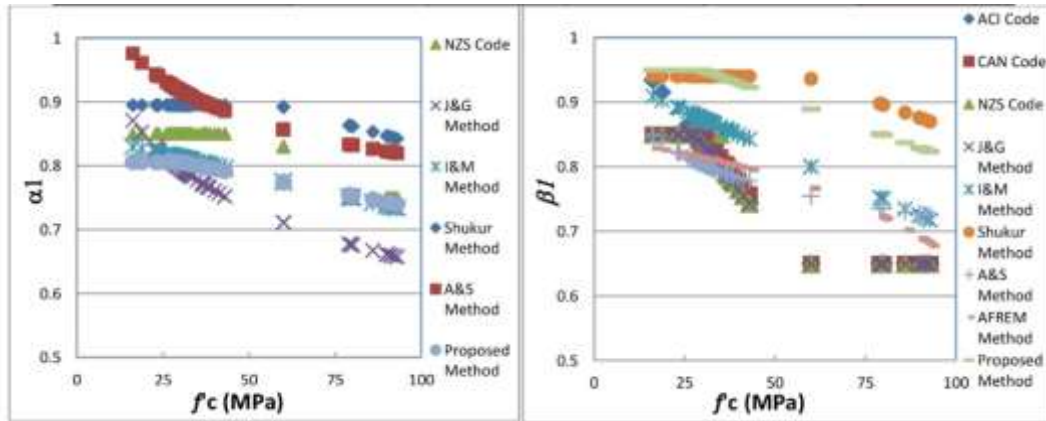 1
0.9
0.8
0.7
0.6
0.5
α1
0
25
50
75
100
f'c (MPa)
NZS Code
J&G
Method
I&M
Method
Shukur
Method
A&S
Method
Proposed
Method
1
0.9
0.8
0.7
0.6
0.5
β1
0
25
50
75
100
f'c (MPa)
ACI Code
CAN Code
NZS Code
J&G
Method
I&M
Method
Shukur
Method
A&S
Method
AFREM
Method
Proposed
Method